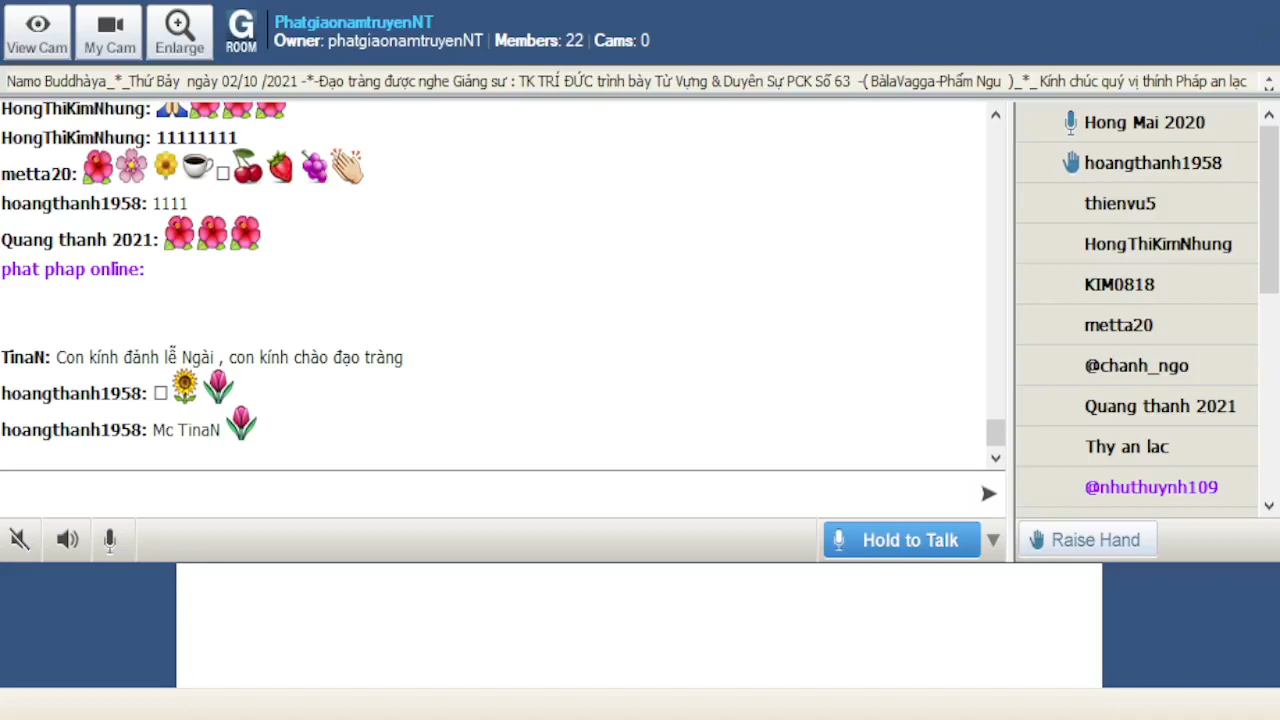 View Cam
My Cam
Enlarge
G
ROOM
PhatgiaonamtruyenNT
Owner: phatgiaonamtruyenNT | Members: 22 | Cams: 0
Namo Buddhàya_*_Thứ Bảy ngày 02/10 /2021 -*-Đạo tràng được nghe Giảng sư : TK TRÍ ĐỨC trình bày Từ Vựng & Duyên Sự PCK Số 63 -( BàlaVagga-Phẩm Ngu )_*_ Kính chúc quý vị thính Pháp an lạc
HongThiKimNhung: 🙏🌺🌺🌺
HongThiKimNhung: 11111111
metta20: 🌺🌸🌼☕□🍒🍓🍇👏
hoangthanh1958: 1111
Quang thanh 2021: 🌺🌺🌺
phat phap online:
TinaN: Con kính đảnh lễ Ngài , con kính chào đạo tràng
hoangthanh1958: □🌻🌷
hoangthanh1958: Mc TinaN 🌷
Hold to Talk
Hong Mai 2020
hoangthanh1958
thienvu5
HongThiKimNhung
KIM0818
metta20
@chanh_ngo
Quang thanh 2021
Thy an lac
@nhuthuynh109
Raise Hand